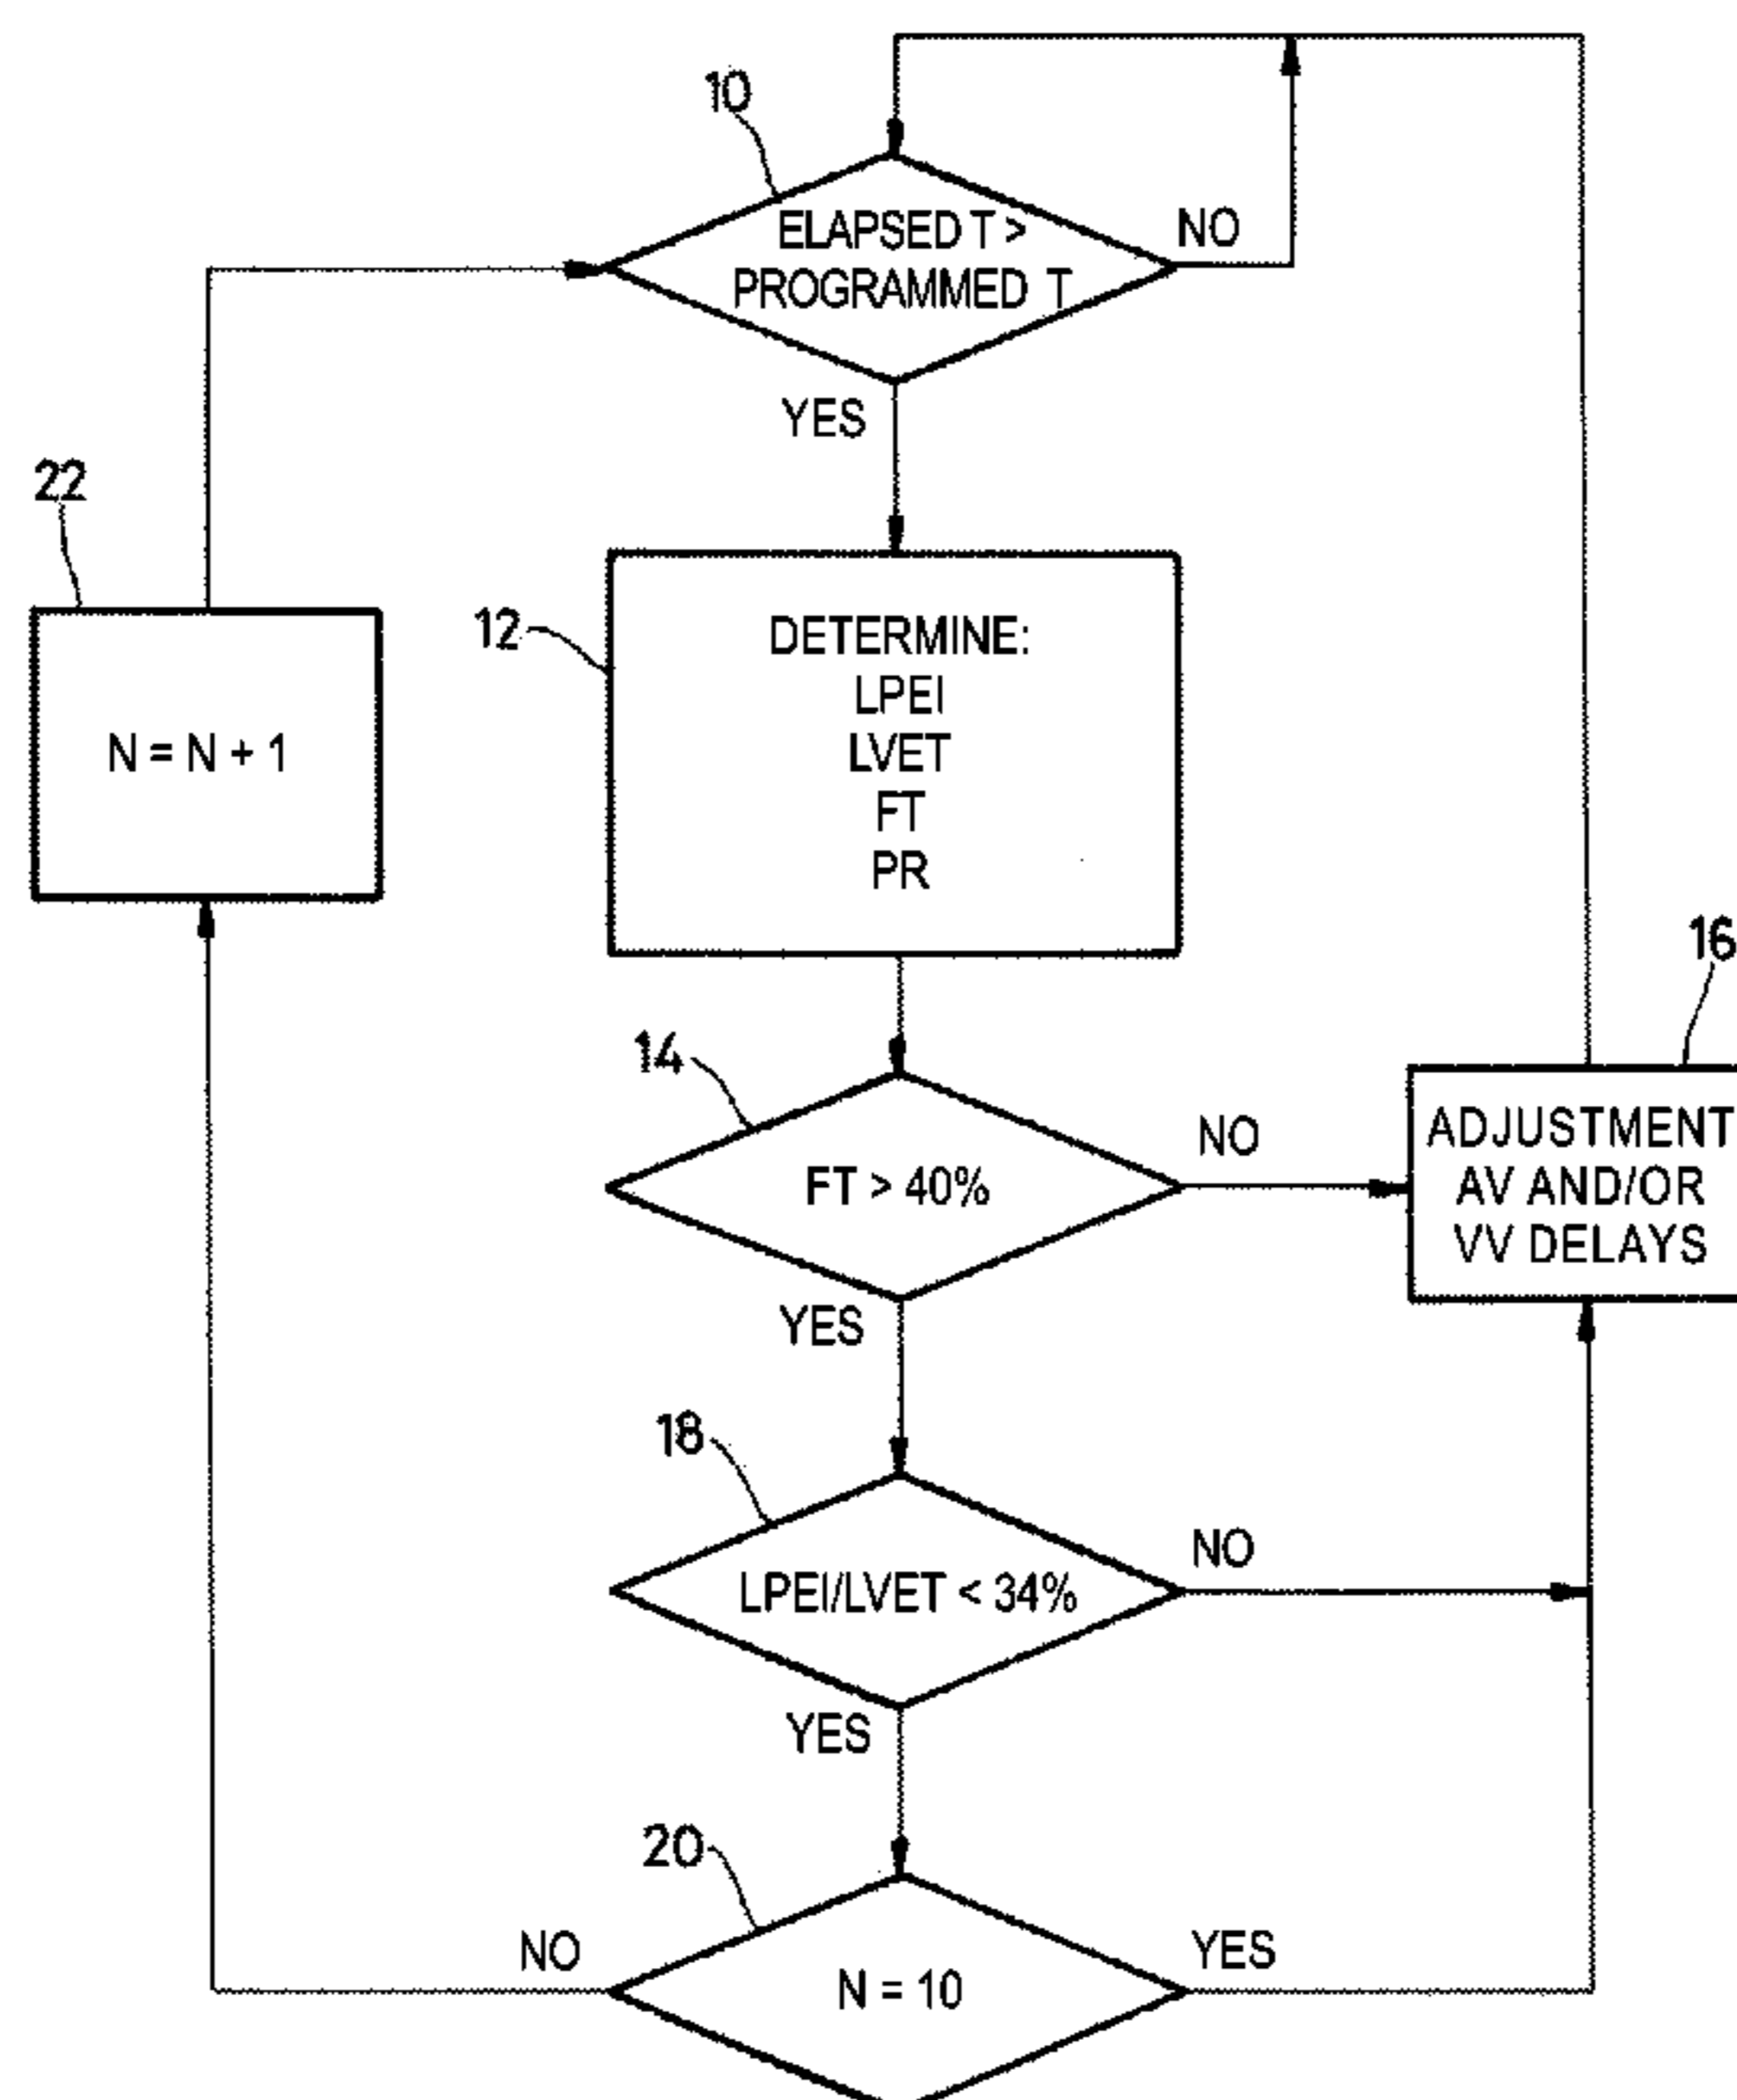 10
ELAPSED T >
PROGRAMMED T
NO
YES
22
N = N + 1
12
DETERMINE:
LPEI
LVET
FT
PR
16
ADJUSTMENT
AV AND/OR
VV DELAYS
14
FT > 40%
NO
YES
18
LPEI/LVET < 34%
NO
YES
20
N = 10
NO
YES